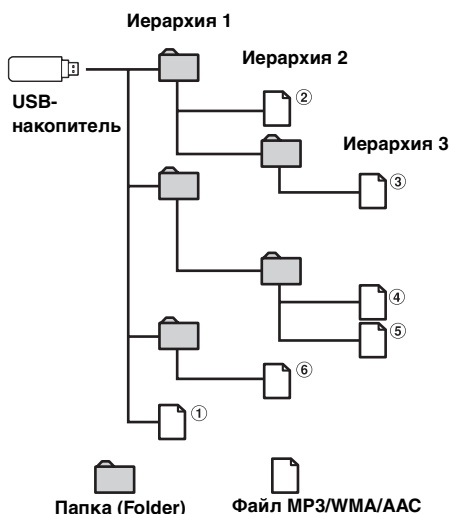 Иерархия 1
Иерархия 2
USB-
накопитель
②
Иерархия 3
③
④
⑤
⑥
①
Папка (Folder)
Файл MP3/WMA/AAC